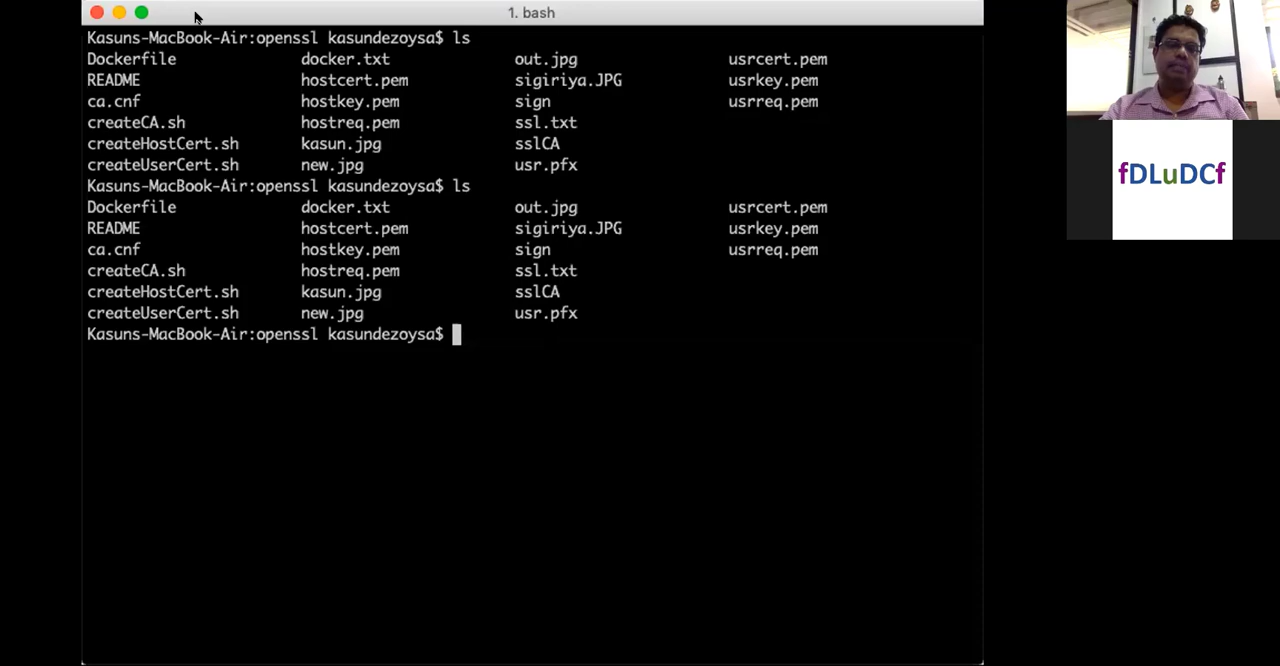 1. bash
Kasuns-MacBook-Air:openssl kasundezoysa$ ls
Dockerfile docker.txt out.jpg usrcert.pem
README hostcert.pem sigiriya.JPG usrkey.pem
ca.cnf hostkey.pem sign usrreq.pem
createCA.sh hostreq.pem ssl.txt
createHostCert.sh kasun.jpg sslCA
createUserCert.sh new.jpg usr.pfx
Kasuns-MacBook-Air:openssl kasundezoysa$ ls
Dockerfile docker.txt out.jpg usrcert.pem
README hostcert.pem sigiriya.JPG usrkey.pem
ca.cnf hostkey.pem sign usrreq.pem
createCA.sh hostreq.pem ssl.txt
createHostCert.sh kasun.jpg sslCA
createUserCert.sh new.jpg usr.pfx
Kasuns-MacBook-Air:openssl kasundezoysa$
fDLuDCf